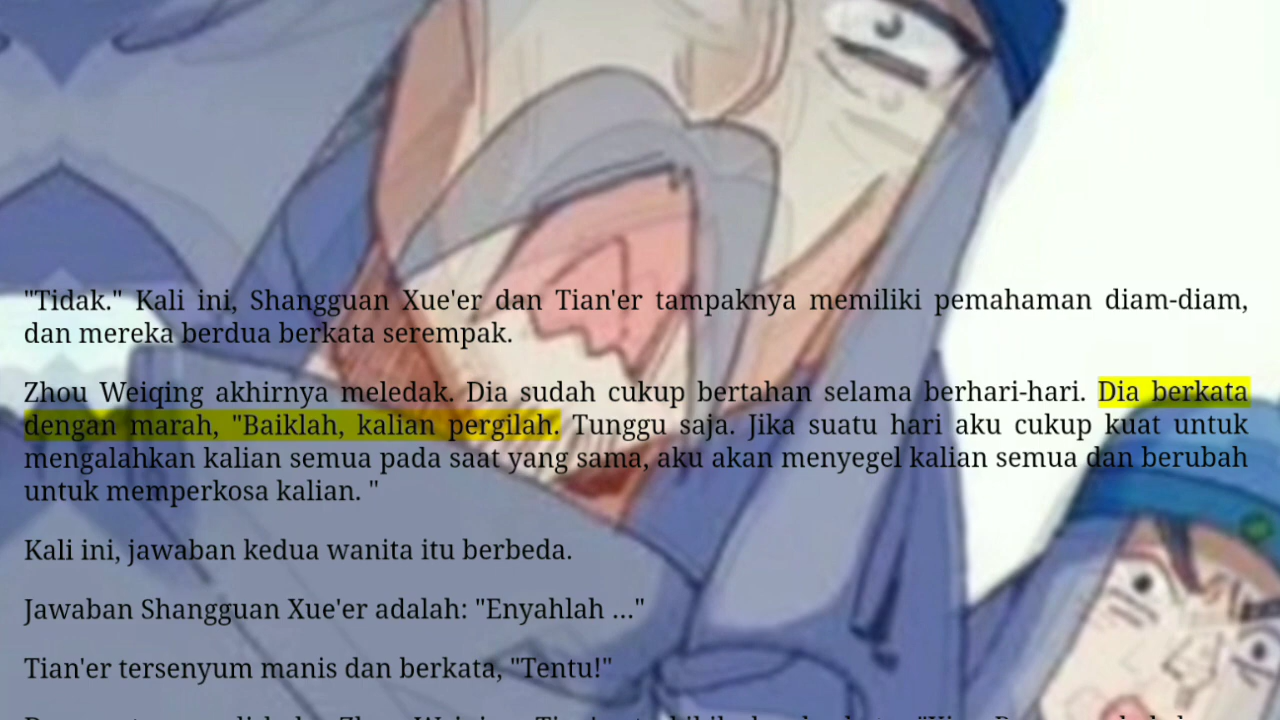 "Tidak." Kali ini, Shangguan Xue'er dan Tian'er tampaknya memiliki pemahaman diam-diam,
dan mereka berdua berkata serempak.
Zhou Weiqing akhirnya meledak. Dia sudah cukup bertahan selama berhari-hari. Dia berkata
dengan marah, "Baiklah, kalian pergilah. Tunggu saja. Jika suatu hari aku cukup kuat untuk
mengalahkan kalian semua pada saat yang sama, aku akan menyegel kalian semua dan berubah
untuk memperkosa kalian. "
Kali ini, jawaban kedua wanita itu berbeda.
Jawaban Shangguan Xue'er adalah: "Enyahlah ..."
Tian'er tersenyum manis dan berkata, "Tentu!"